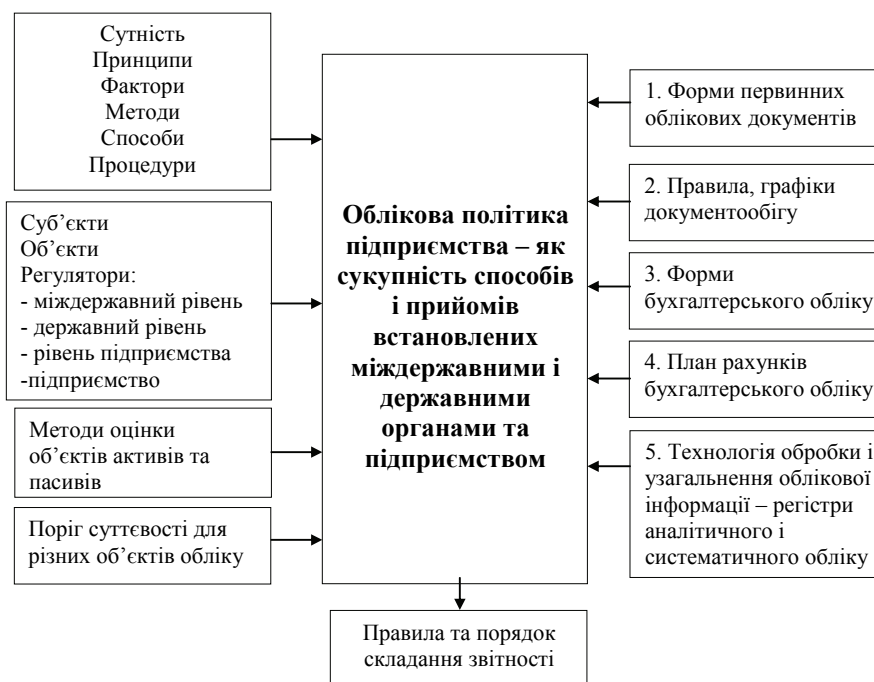 Сутність
Принципи
Фактори
Методи
Способи
Процедури
Суб’єкти
Об’єкти
Регулятори:
- міждержавний рівень
- державний рівень
- рівень підприємства
-підприємство
Методи оцінки
об’єктів активів та
пасивів
Поріг суттєвості для
різних об’єктів обліку
Облікова політика
підприємства – як
сукупність способів
і прийомів
встановлених
міждержавними і
державними
органами та
підприємством
1. Форми первинних
облікових документів
2. Правила, графіки
документообігу
3. Форми
бухгалтерського обліку
4. План рахунків
бухгалтерського обліку
5. Технологія обробки і
узагальнення облікової
інформації – регістри
аналітичного і
систематичного обліку
Правила та порядок
складання звітності